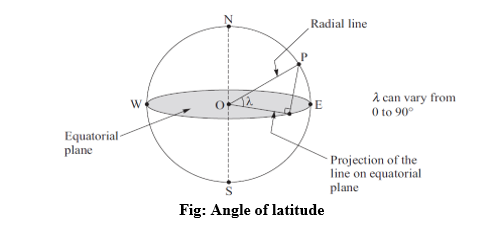 N
Radial line
P
W
O
λ
E
λ can vary from
0 to 90°
Equatorial
plane
Projection of the
line on equatorial
plane
S
Fig: Angle of latitude